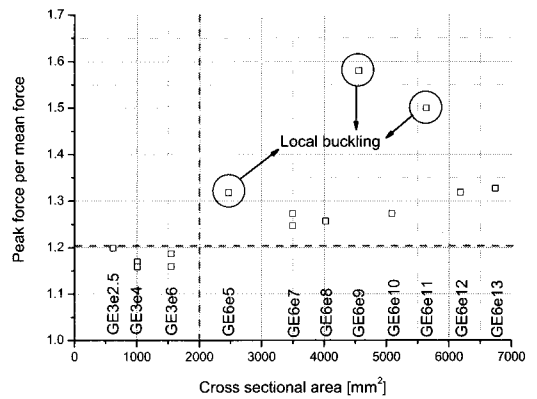 1.7
1.6
1.5
1.4
1.3
1.2
1.1
1.0
Peak force per mean force
Local buckling
GE3e2.5
GE3e4
GE3e6
GE6e5
GE6e7
GE6e8
GE6e9
GE6e10
GE6e11
GE6e12
GE6e13
0 1000 2000 3000 4000 5000 6000 7000
Cross sectional area [mm²]